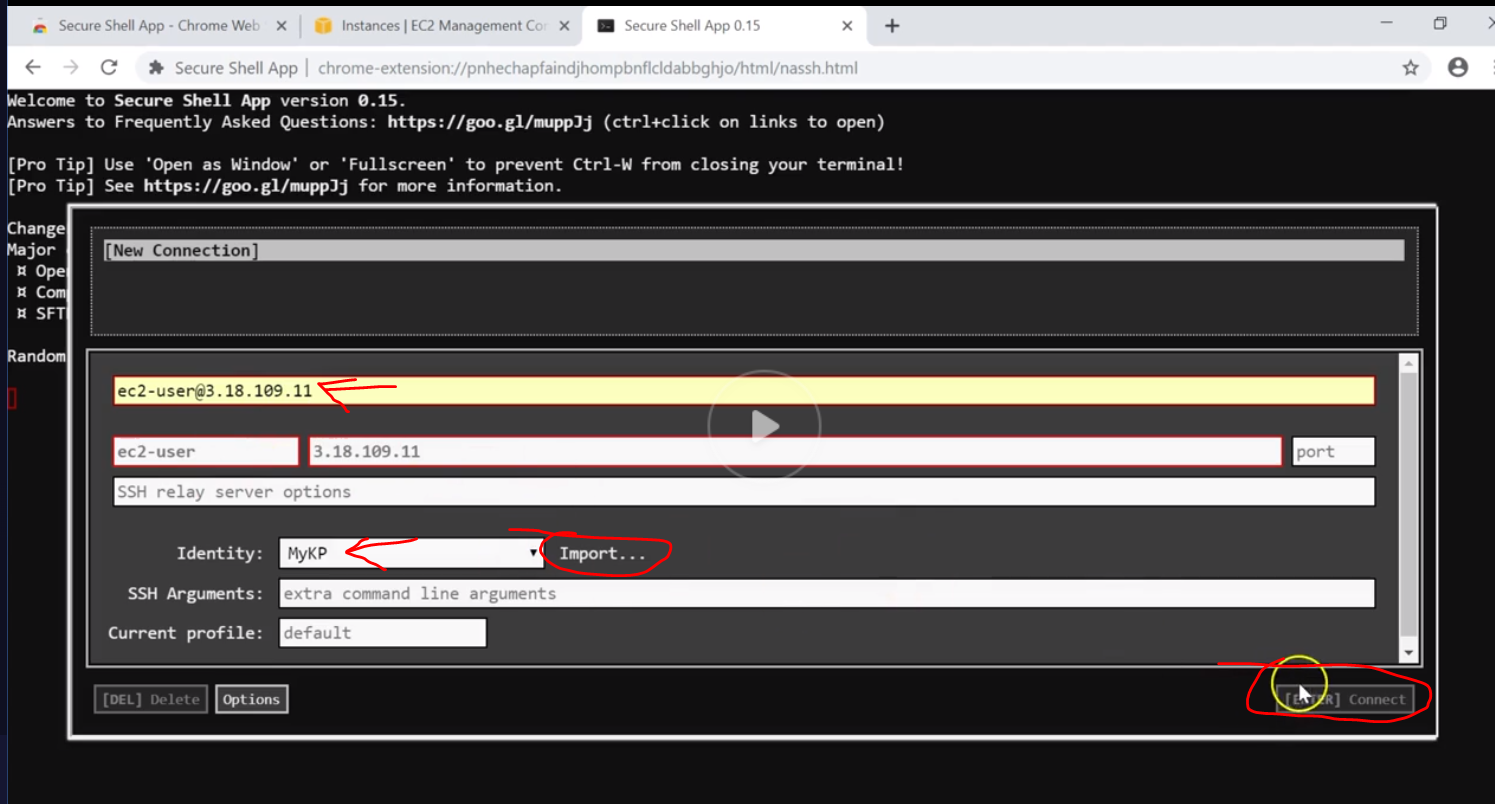 Secure Shell App - Chrome Web
Instances | EC2 Management Con
Secure Shell App 0.15
Secure Shell App | chrome-extension://pnhechapfaindjhompbnflcldabbghjo/html/nassh.html
Welcome to Secure Shell App version 0.15.
Answers to Frequently Asked Questions: https://goo.gl/muppJj (ctrl+click on links to open)
[Pro Tip] Use 'Open as Window' or 'Fullscreen' to prevent Ctrl-W from closing your terminal!
[Pro Tip] See https://goo.gl/muppJj for more information.
Change
Major
¤ Ope
¤ Com
¤ SFT
Random
[New Connection]
ec2-user@3.18.109.11
ec2-user 3.18.109.11 port
SSH relay server options
Identity: MyKP Import...
SSH Arguments: extra command line arguments
Current profile: default
[DEL] Delete Options [ENTER] Connect